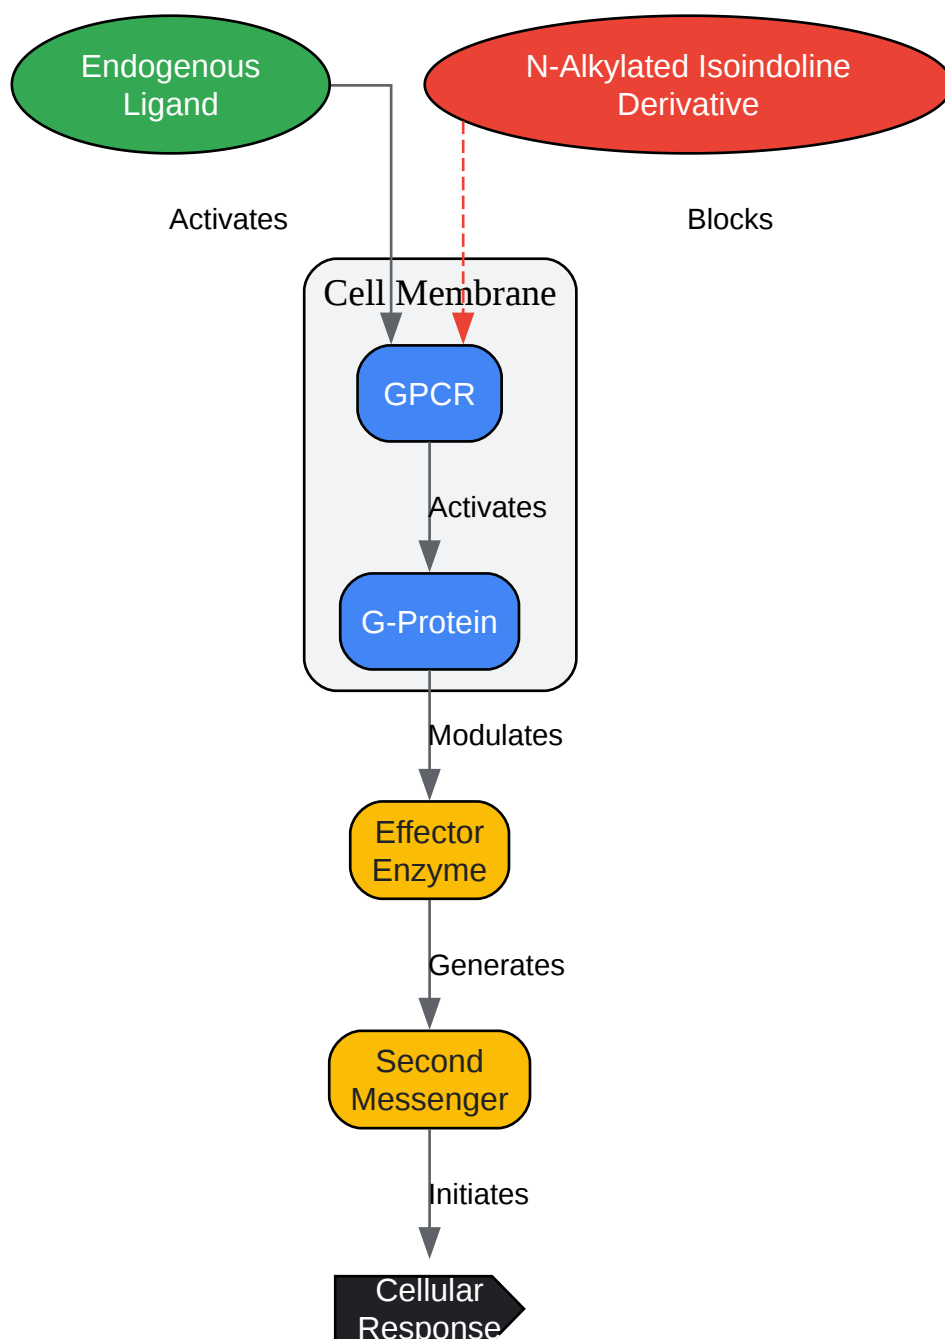 Endogenous
Ligand
N-Alkylated Isoindoline
Derivative
Activates
Blocks
Cell Membrane
GPCR
Activates
G-Protein
Modulates
Effector
Enzyme
Generates
Second
Messenger
Initiates
Cellular
Response